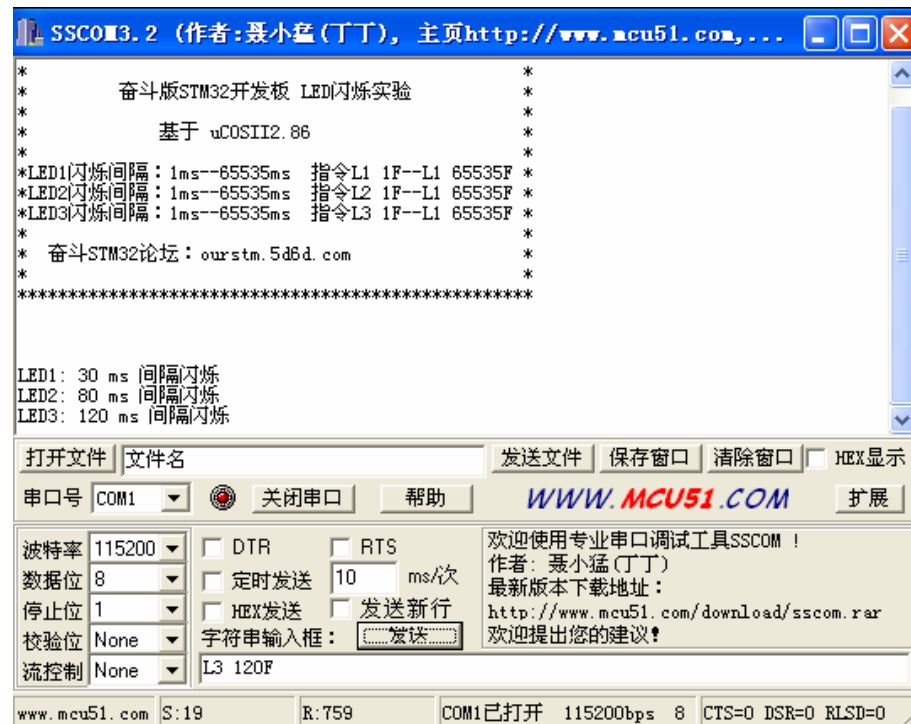 SSCOM3.2 (作者:聂小猛(丁丁), 主页http://www.mcu51.com,...
* *
* 奋斗版STM32开发板 LED闪烁实验 *
* *
* 基于 uCOSII2.86 *
* *
*LED1闪烁间隔：1ms--65535ms 指令L1 1F--L1 65535F *
*LED2闪烁间隔：1ms--65535ms 指令L2 1F--L1 65535F *
*LED3闪烁间隔：1ms--65535ms 指令L3 1F--L1 65535F *
* *
* 奋斗STM32论坛：ourstm.5d6d.com *
* *
***************************************************
LED1: 30 ms 间隔闪烁
LED2: 80 ms 间隔闪烁
LED3: 120 ms 间隔闪烁
打开文件 文件名 发送文件 保存窗口 清除窗口 HEX显示
串口号 COM1 关闭串口 帮助 WWW.MCU51.COM 扩展
波特率 115200 DTR RTS
数据位 8 定时发送 10 ms/次
停止位 1 HEX发送 发送新行
校验位 None 字符串输入框： 发送
流控制 None L3 120F
欢迎使用专业串口调试工具SSCOM !
作者: 聂小猛(丁丁)
最新版本下载地址：
http://www.mcu51.com/download/sscom.rar
欢迎提出您的建议!
www.mcu51.com S:19 R:759 COM1已打开 115200bps 8 CTS=0 DSR=0 RLSD=0